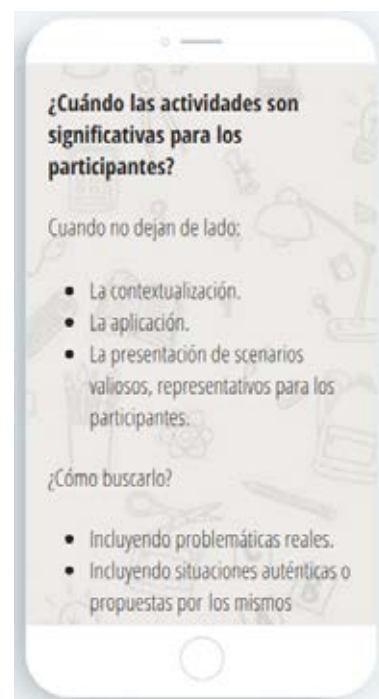 ¿Cuándo las actividades son
significativas para los
participantes?
Cuando no dejan de lado:
• La contextualización.
• La aplicación.
• La presentación de scenarios
valiosos, representativos para los
participantes.
¿Cómo buscarlo?
• Incluyendo problemáticas reales.
• Incluyendo situaciones auténticas o
propuestas por los mismos